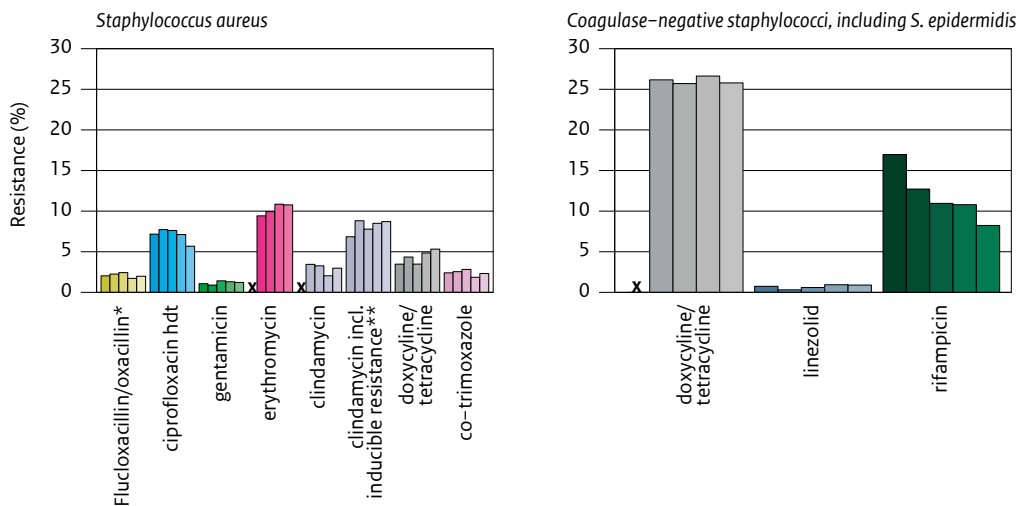 Staphylococcus aureus
Resistance (%)
30
25
20
15
10
5
0
x
x
Flucloxacillin/oxacillin*
ciprofloxacin hdt
gentamicin
erythromycin
clindamycin
clindamycin incl.
inducible resistance**
doxycyline/
tetracycline
co-trimoxazole
Coagulase-negative staphylococci, including S. epidermidis
30
25
20
15
10
5
0
x
doxycyline/
tetracycline
linezolid
rifampicin